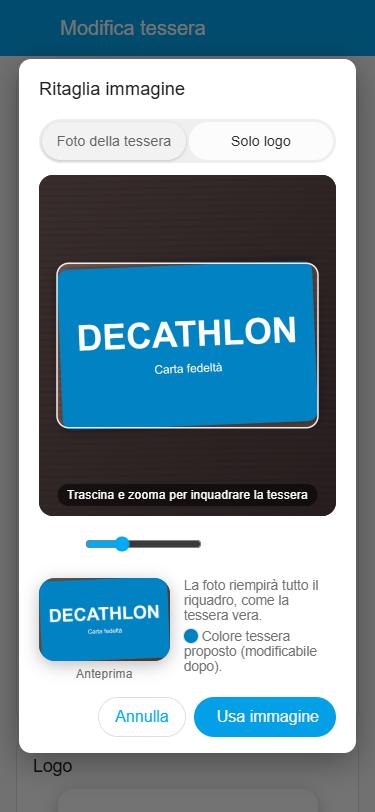 Modifica tessera
Ritaglia immagine
Foto della tessera
Solo logo
DECATHLON
Carta fedeltà
Trascina e zooma per inquadrare la tessera
DECATHLON
Carta fedeltà
Anteprima
La foto riempirà tutto il
riquadro, come la
tessera vera.
Colore tessera
proposto (modificabile
dopo).
Annulla
Usa immagine
Logo